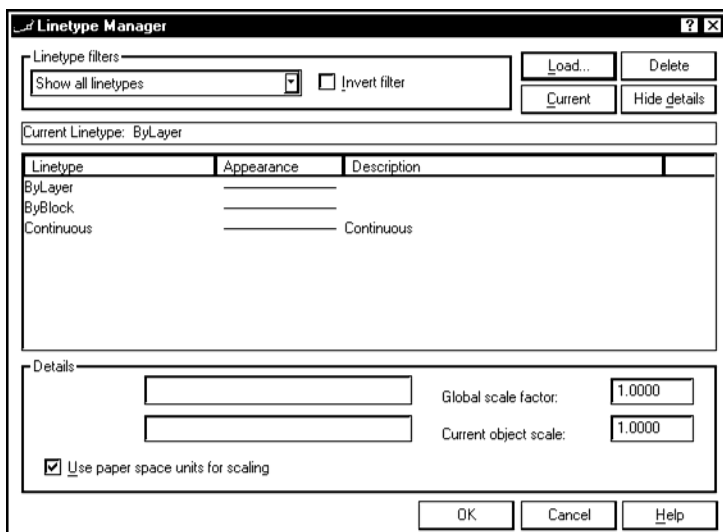 Linetype Manager
Linetype filters
Show all linetypes
Invert filter
Load...
Delete
Current
Hide details
Current Linetype: ByLayer
Linetype Appearance Description
ByLayer
ByBlock
Continuous Continuous
Details
Global scale factor: 1.0000
Current object scale: 1.0000
Use paper space units for scaling
OK Cancel Help